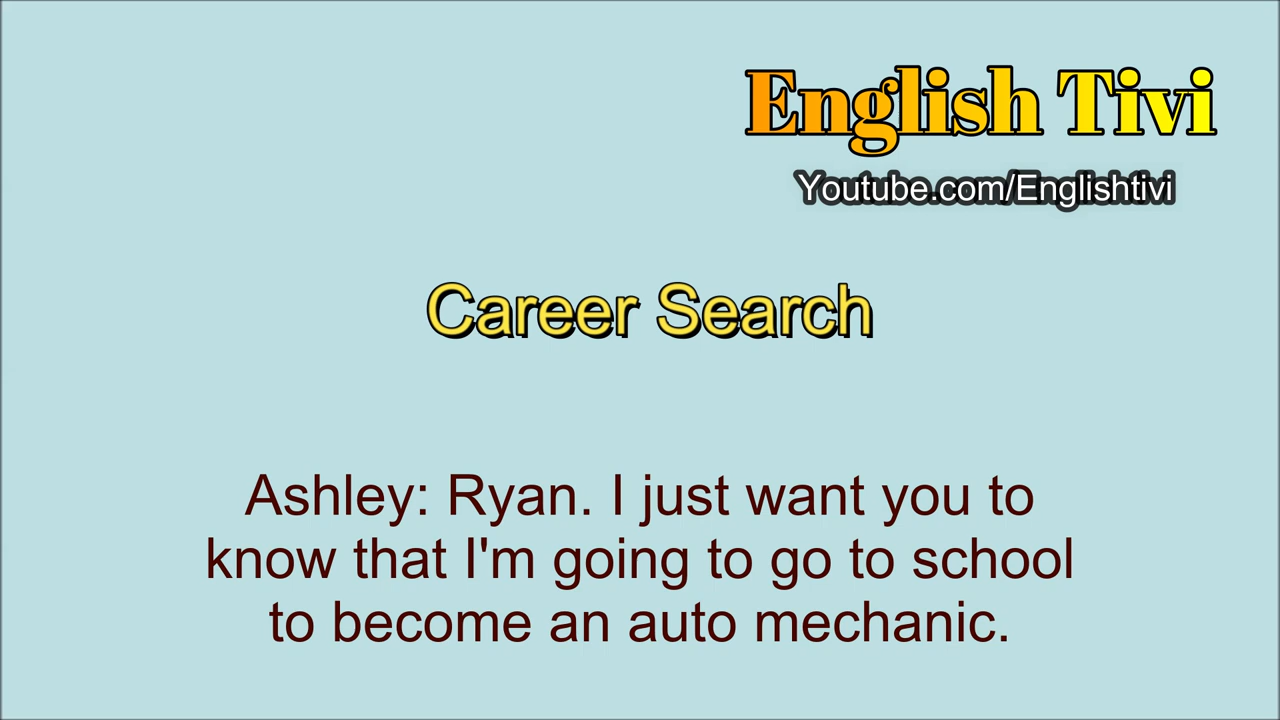 English Tivi
Youtube.com/Englishtivi
Career Search
Ashley: Ryan. I just want you to
know that I'm going to go to school
to become an auto mechanic.